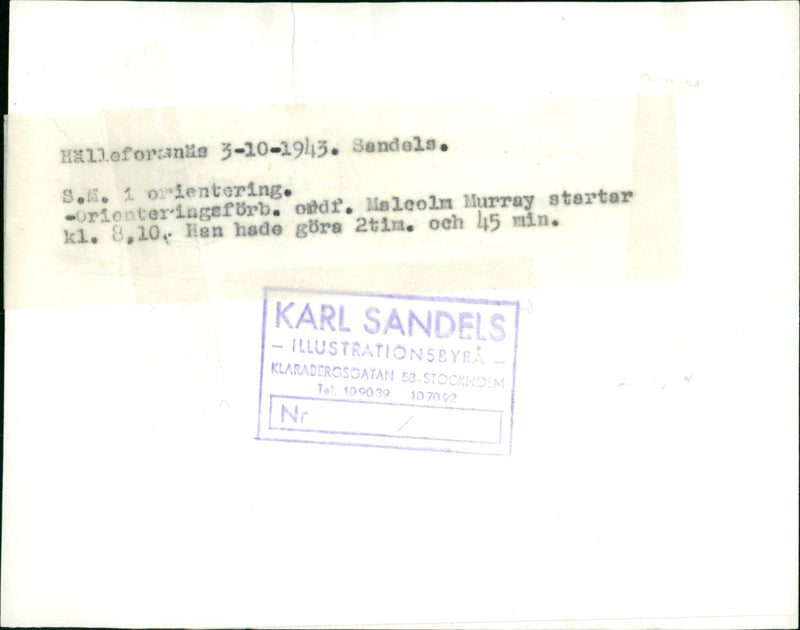 Hälleforsnäs 3-10-1943. Sandels.
S.M. i orientering.
-Orienteringsförb. ordf. Malcolm Murray startar
kl. 8,10. Han hade göra 2tim. och 45 min.
KARL SANDELS
- ILLUSTRATIONSBYRÅ -
KLARABERGSGATAN 58-STOCKHOLM
Tel. 109039 107092
Nr /